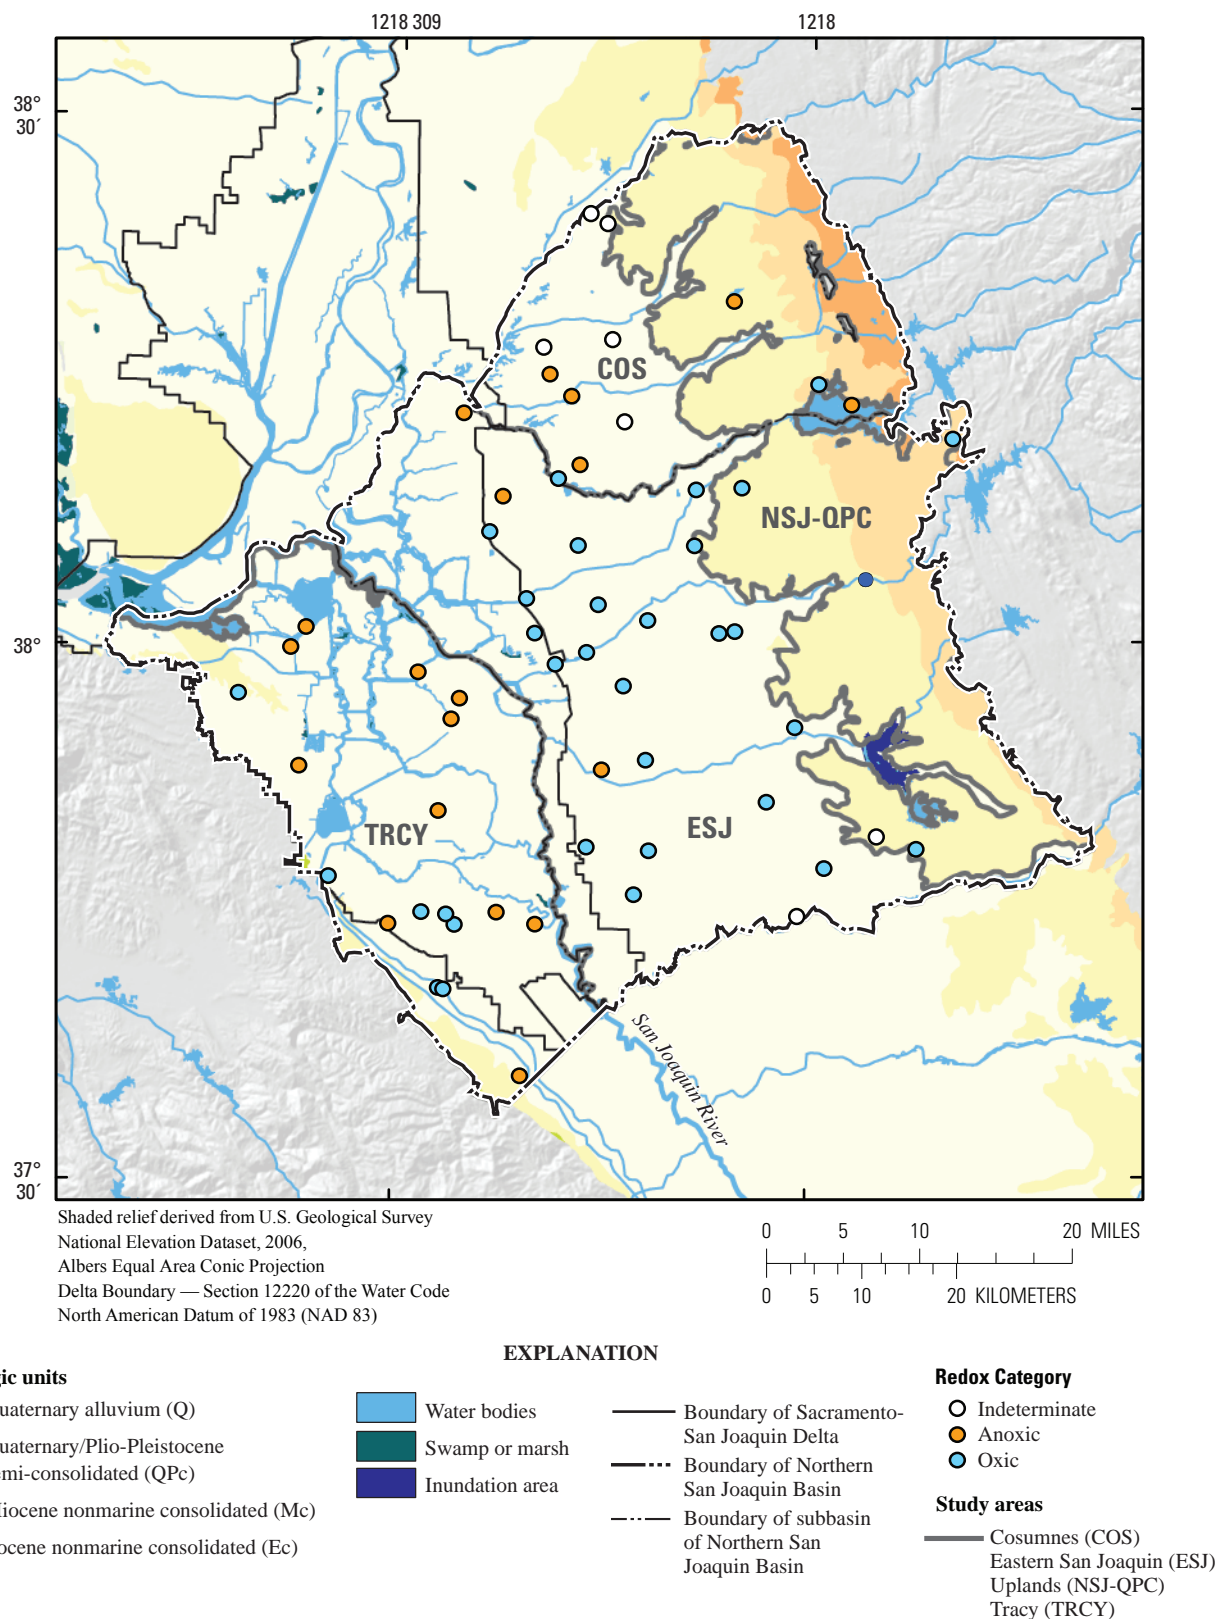 1218 309
1218
38°
30´
38°
37°
30´
COS
NSJ-QPC
TRCY
ESJ
San Joaquin River
Shaded relief derived from U.S. Geological Survey
National Elevation Dataset, 2006,
Albers Equal Area Conic Projection
Delta Boundary — Section 12220 of the Water Code
North American Datum of 1983 (NAD 83)
0 5 10 20 MILES
0 5 10 20 KILOMETERS
EXPLANATION
gic units
uaternary alluvium (Q)
uaternary/Plio-Pleistocene
emi-consolidated (QPc)
iocene nonmarine consolidated (Mc)
ocene nonmarine consolidated (Ec)
Water bodies
Swamp or marsh
Inundation area
Boundary of Sacramento-
San Joaquin Delta
Boundary of Northern
San Joaquin Basin
Boundary of subbasin
of Northern San
Joaquin Basin
Redox Category
Indeterminate
Anoxic
Oxic
Study areas
Cosumnes (COS)
Eastern San Joaquin (ESJ)
Uplands (NSJ-QPC)
Tracy (TRCY)